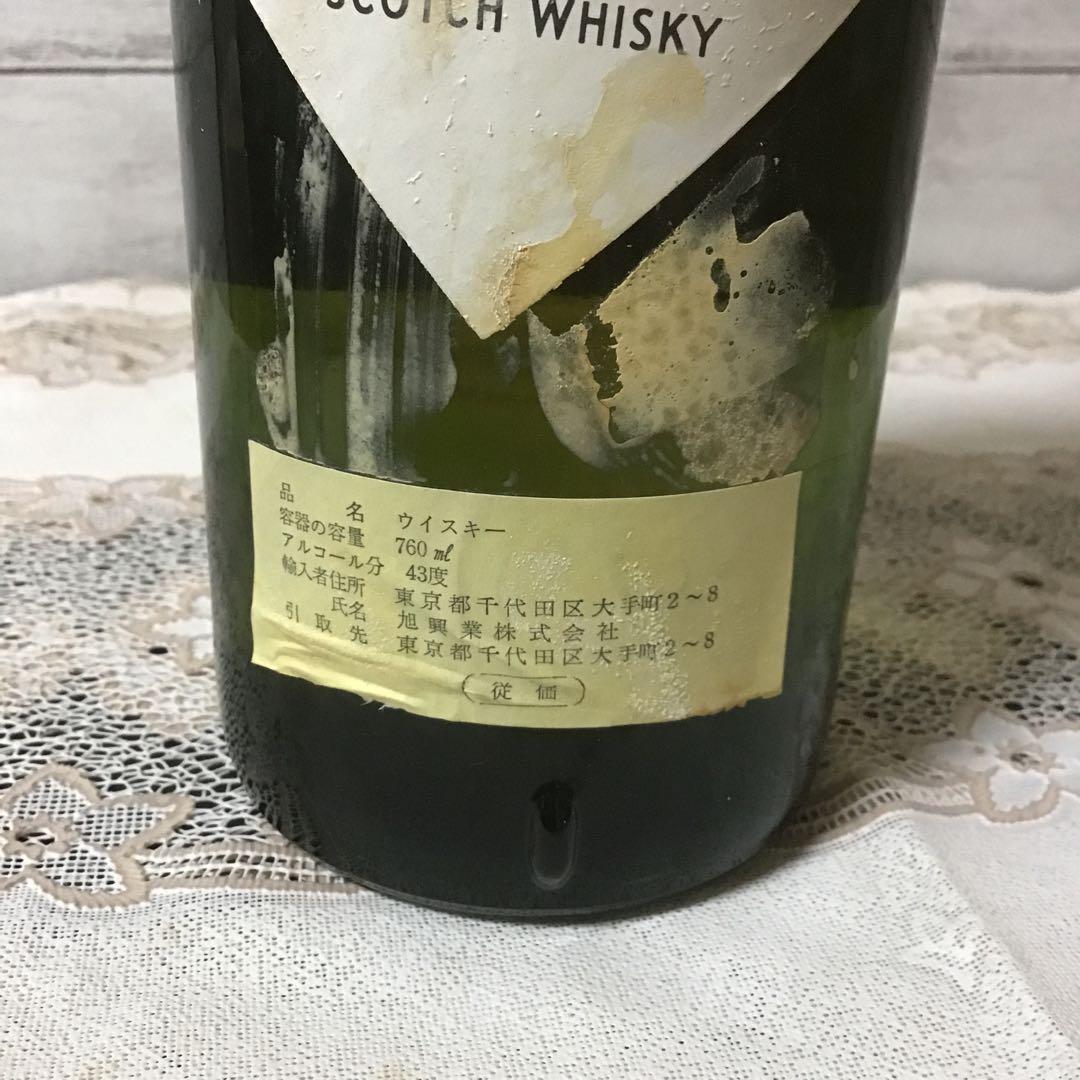 SCOTCH WHISKY
品名 ウイスキー
容器の容量 760㎖
アルコール分 43度
輸入者住所 東京都千代田区大手町2~8
氏名 旭興業株式会社
引取先 東京都千代田区大手町2~8
従価